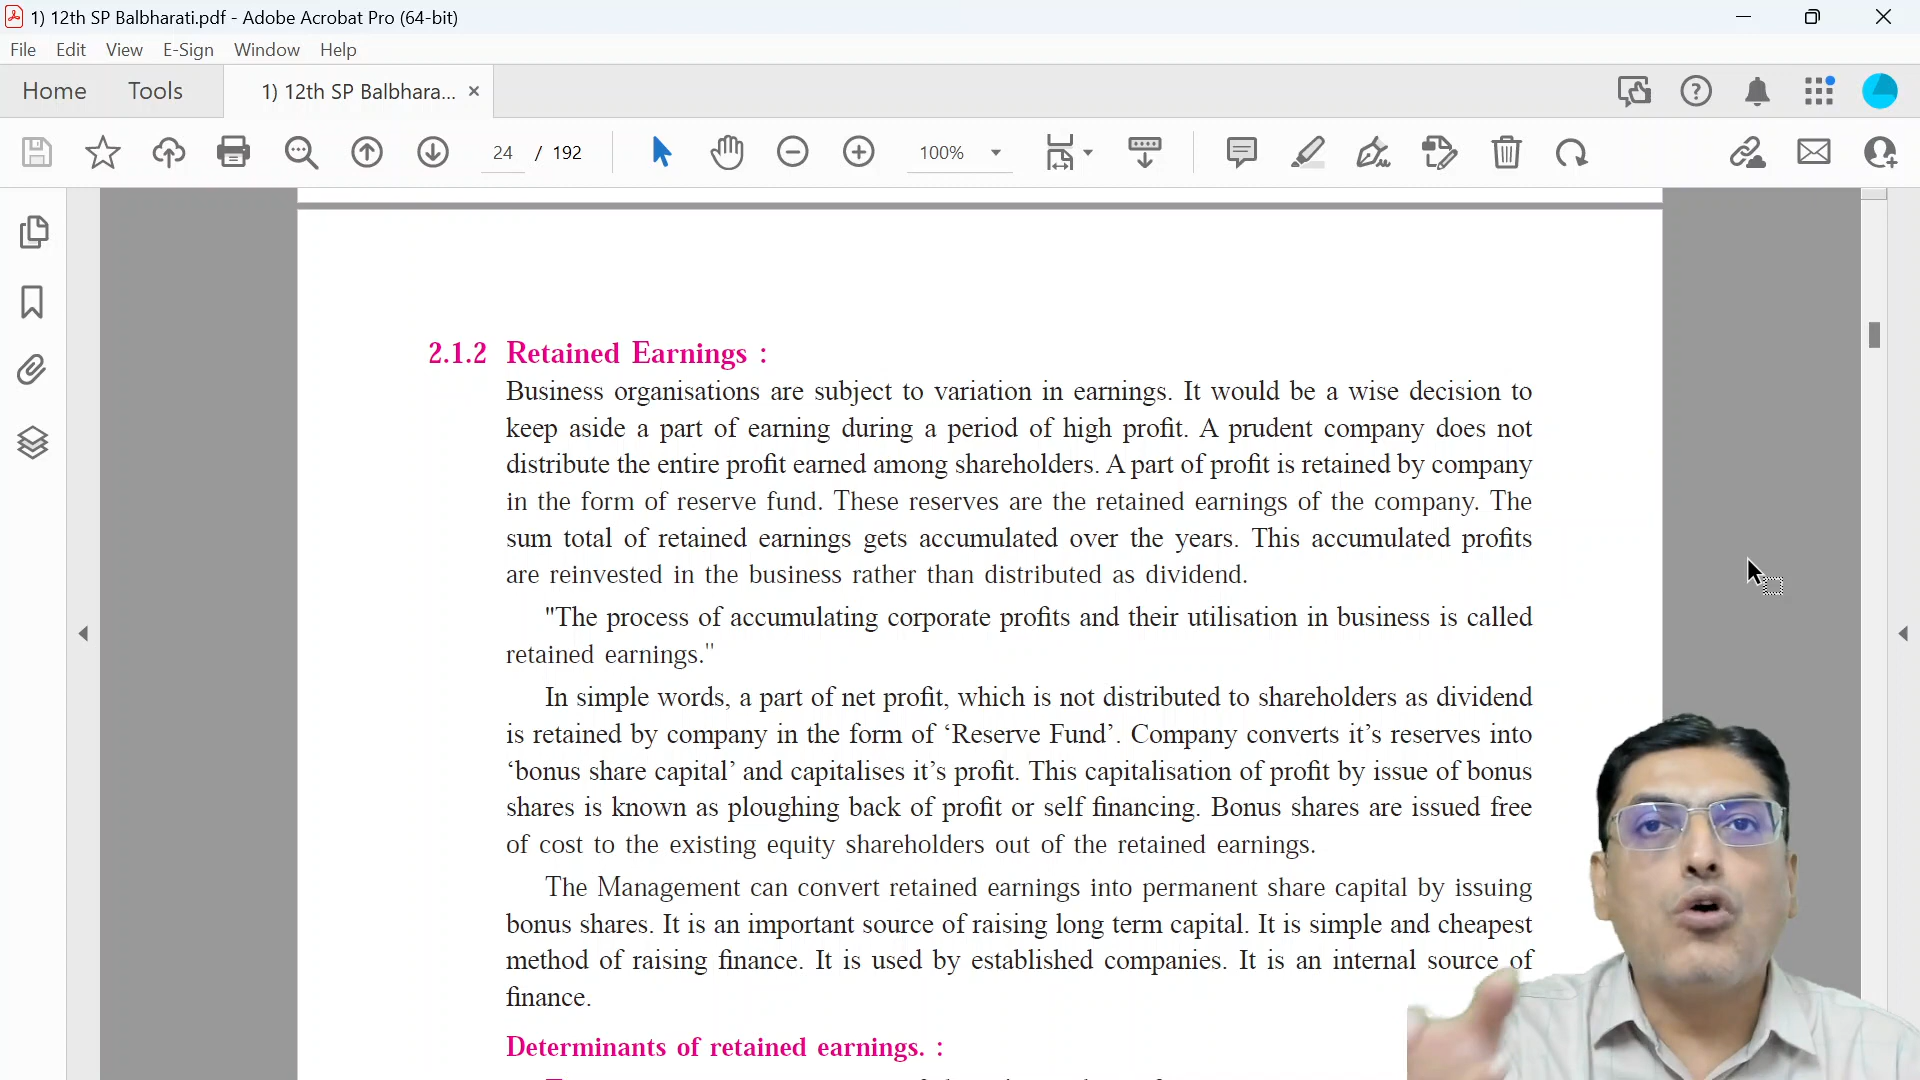 1) 12th SP Balbharati.pdf - Adobe Acrobat Pro (64-bit)
File Edit View E-Sign Window Help
Home Tools 1) 12th SP Balbhara... ×
24 / 192 100%
2.1.2 Retained Earnings :
Business organisations are subject to variation in earnings. It would be a wise decision to
keep aside a part of earning during a period of high profit. A prudent company does not
distribute the entire profit earned among shareholders. A part of profit is retained by company
in the form of reserve fund. These reserves are the retained earnings of the company. The
sum total of retained earnings gets accumulated over the years. This accumulated profits
are reinvested in the business rather than distributed as dividend.
"The process of accumulating corporate profits and their utilisation in business is called
retained earnings."
In simple words, a part of net profit, which is not distributed to shareholders as dividend
is retained by company in the form of ‘Reserve Fund’. Company converts it’s reserves into
‘bonus share capital’ and capitalises it’s profit. This capitalisation of profit by issue of bonus
shares is known as ploughing back of profit or self financing. Bonus shares are issued free
of cost to the existing equity shareholders out of the retained earnings.
The Management can convert retained earnings into permanent share capital by issuing
bonus shares. It is an important source of raising long term capital. It is simple and cheapest
method of raising finance. It is used by established companies. It is an internal source of
finance.
Determinants of retained earnings. :